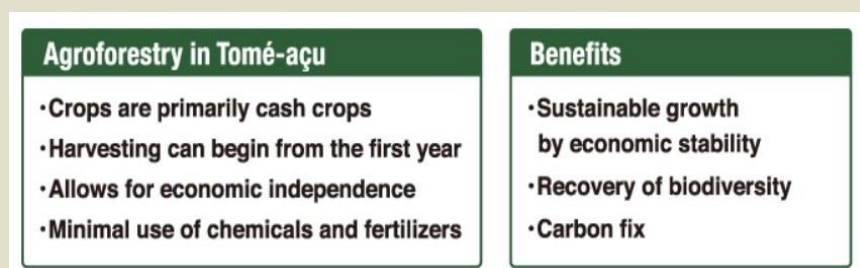 Agroforestry in Tomé-açu
·Crops are primarily cash crops
·Harvesting can begin from the first year
·Allows for economic independence
·Minimal use of chemicals and fertilizers
Benefits
·Sustainable growth
by economic stability
·Recovery of biodiversity
·Carbon fix